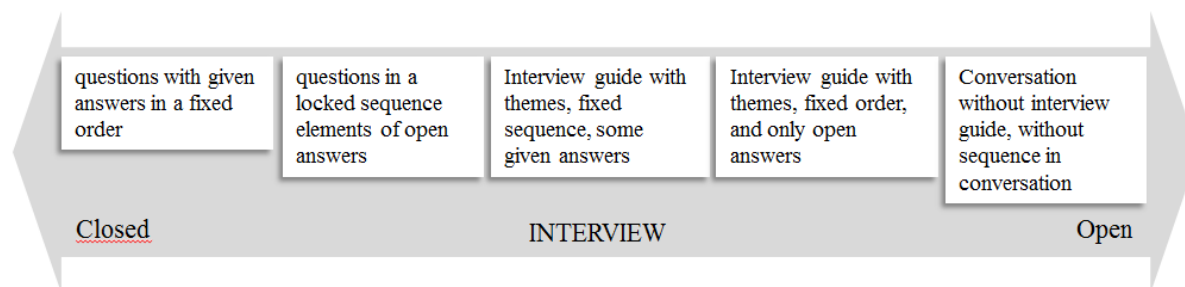 questions with given
answers in a fixed
order
questions in a
locked sequence
elements of open
answers
Interview guide with
themes, fixed
sequence, some
given answers
Interview guide with
themes, fixed order,
and only open
answers
Conversation
without interview
guide, without
sequence in
conversation
Closed
INTERVIEW
Open